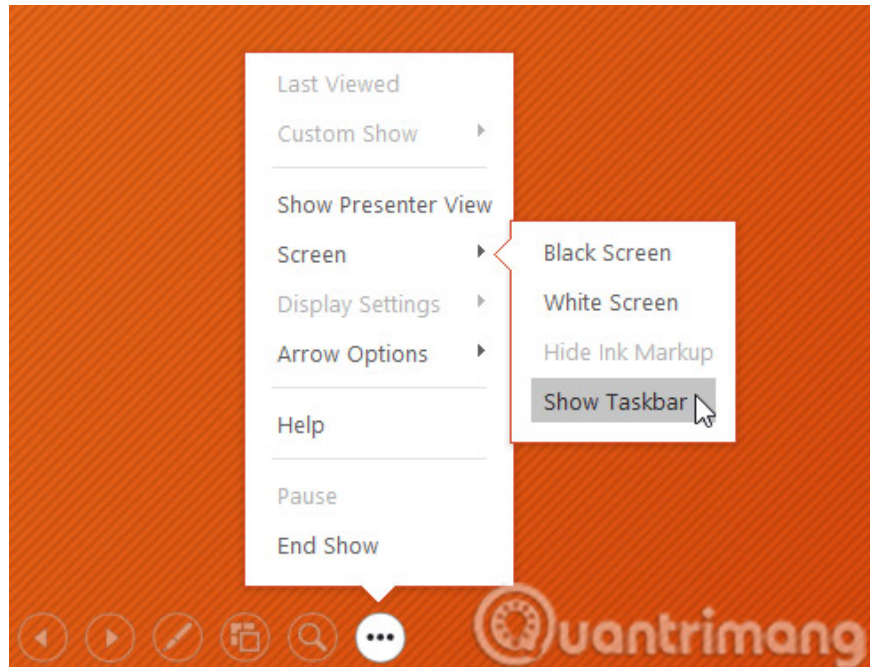 Last Viewed
Custom Show
Show Presenter View
Screen
Display Settings
Arrow Options
Help
Pause
End Show
Black Screen
White Screen
Hide Ink Markup
Show Taskbar
Quantrimang